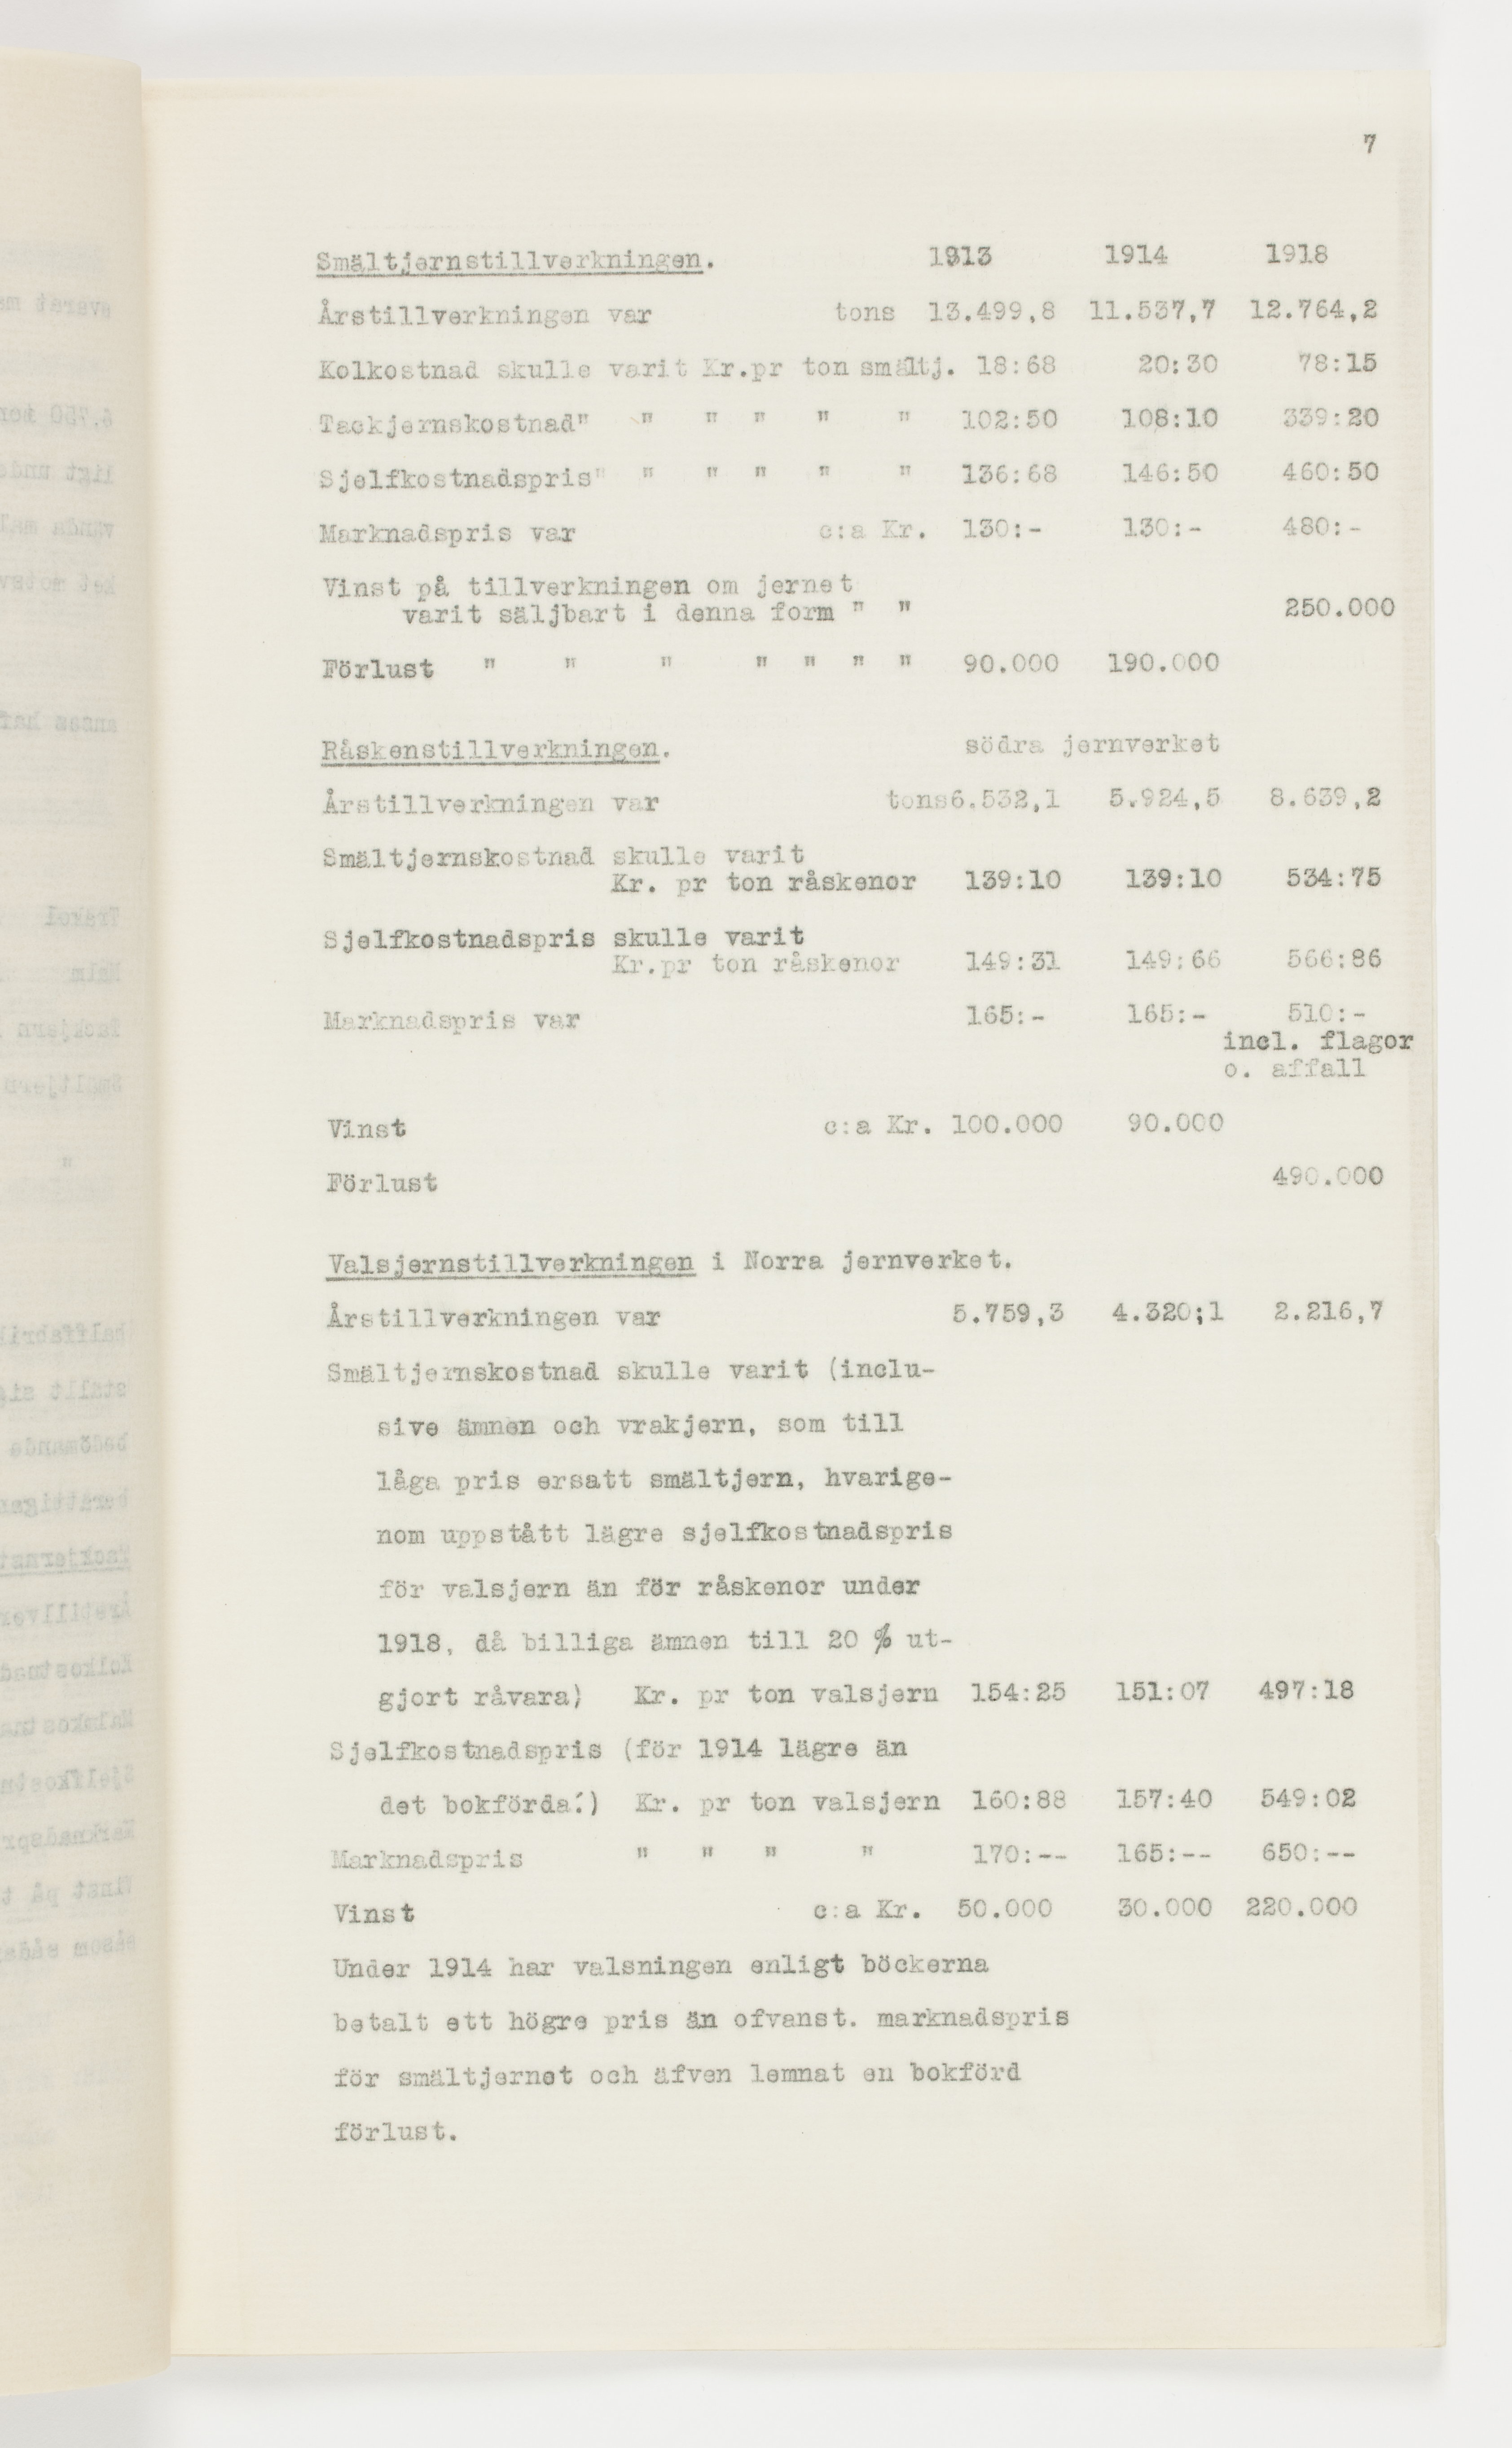 7
Smältjernstillverkningen. 1913 1914 1918
Årstillverkningen var tons 13.499,8 11.537,7 12.764,2
Kolkostnad skulle varit Kr.pr ton smältj. 18:68 20:30 78:15
Tackjernskostnad" " " " " " 102:50 108:10 339:20
Sjelfkostnadspris" " " " " " 136:68 146:50 460:50
Marknadspris var c:a Kr. 130:- 130:- 480:-
Vinst på tillverkningen om jernet
varit säljbart i denna form " " 250.000
Förlust " " " " " " " 90.000 190.000
Råskenstillverkningen. södra jernverket
Årstillverkningen var tons6.532,1 5.924,5 8.639,2
Smältjernskostnad skulle varit
Kr. pr ton råskenor 139:10 139:10 534:75
Sjelfkostnadspris skulle varit
Kr.pr ton råskenor 149:31 149:66 566:86
Marknadspris var 165:- 165:- 510:-
incl. flagor
o. affall
Vinst c:a Kr. 100.000 90.000
Förlust 490.000
Valsjernstillverkningen i Norra jernverket.
Årstillverkningen var 5.759,3 4.320;1 2.216,7
Smältjernskostnad skulle varit (inclu-
sive ämnen och vrakjern, som till
låga pris ersatt smältjern, hvarige-
nom uppstått lägre sjelfkostnadspris
för valsjern än för råskenor under
1918, då billiga ämnen till 20 % ut-
gjort råvara) Kr. pr ton valsjern 154:25 151:07 497:18
Sjelfkostnadspris (för 1914 lägre än
det bokförda!) Kr. pr ton valsjern 160:88 157:40 549:02
Marknadspris " " " " 170:-- 165:-- 650:--
Vinst c:a Kr. 50.000 30.000 220.000
Under 1914 har valsningen enligt böckerna
betalt ett högre pris än ofvanst. marknadspris
för smältjernet och äfven lemnat en bokförd
förlust.